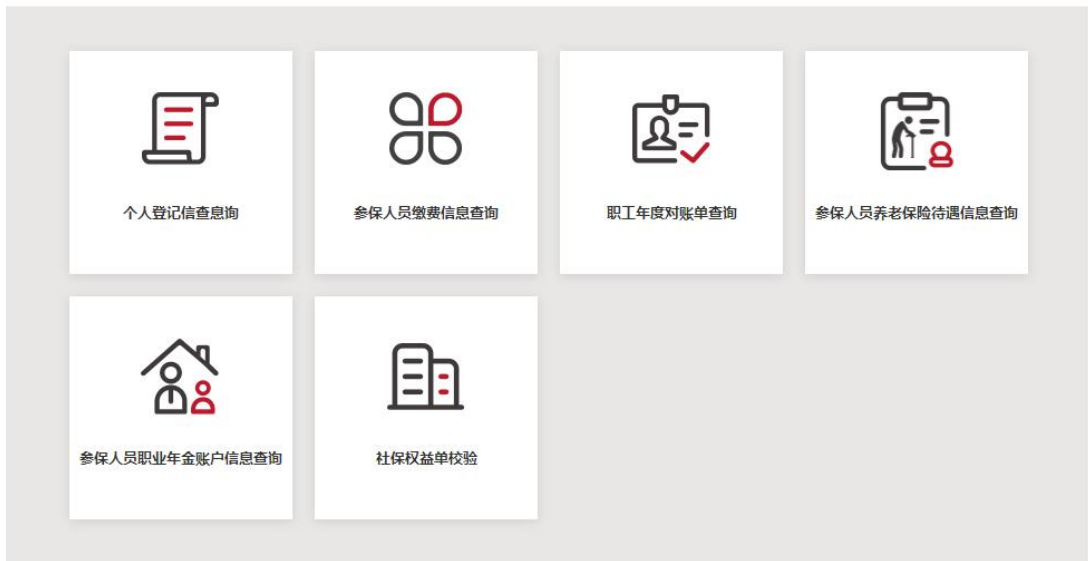 个人登记信查息询
参保人员缴费信息查询
职工年度对账单查询
参保人员养老保险待遇信息查询
参保人员职业年金账户信息查询
社保权益单校验